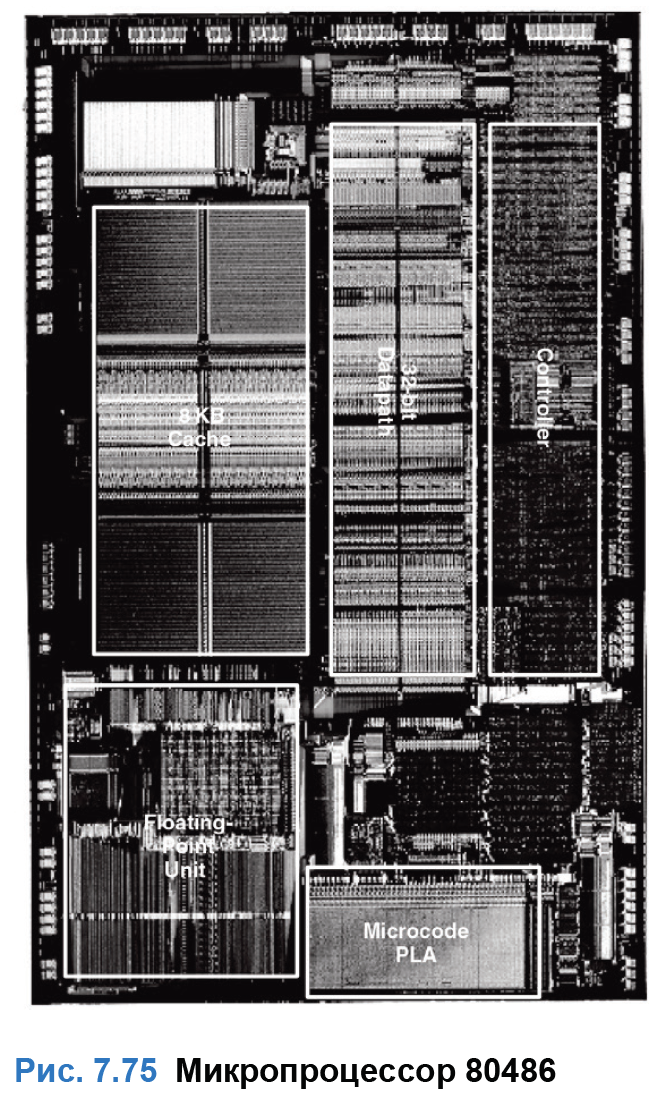 8 KB
Cache
32-bit
Datapath
Controller
Floating-
Point
Unit
Microcode
PLA
Рис. 7.75 Микропроцессор 80486